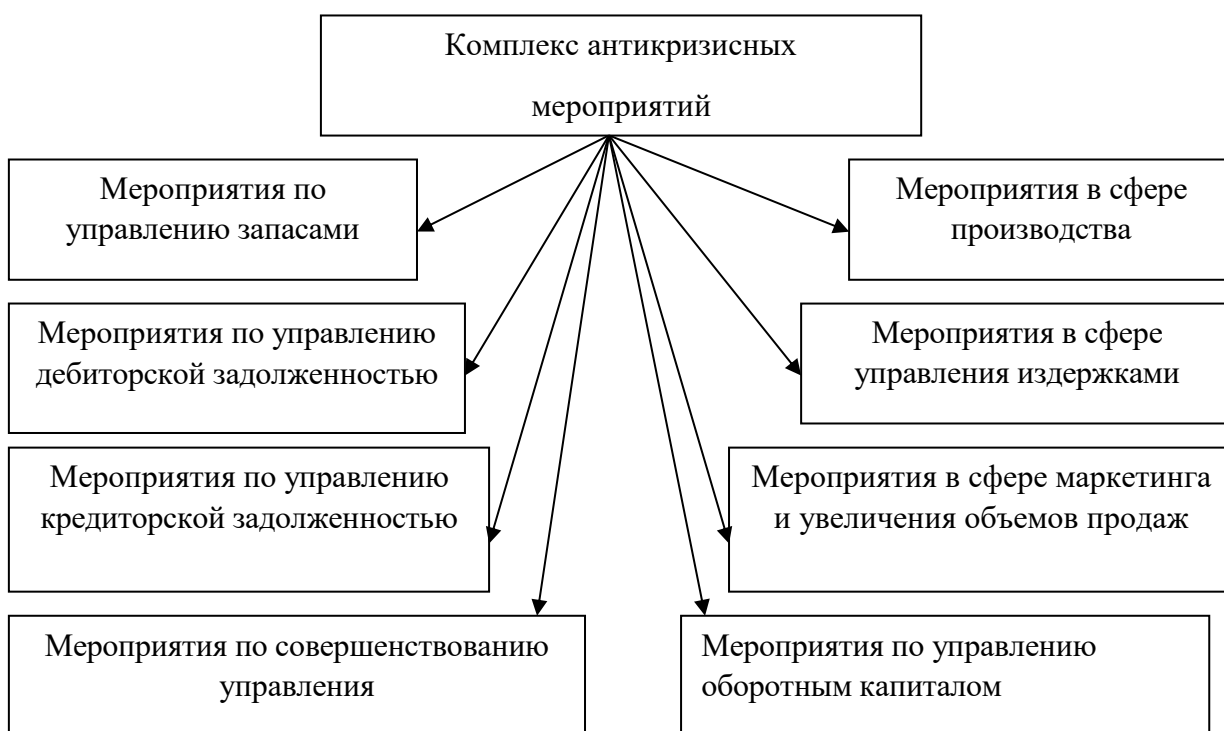 Комплекс антикризисных
мероприятий
Мероприятия по
управлению запасами
Мероприятия в сфере
производства
Мероприятия по управлению
дебиторской задолженностью
Мероприятия в сфере
управления издержками
Мероприятия по управлению
кредиторской задолженностью
Мероприятия в сфере маркетинга
и увеличения объемов продаж
Мероприятия по совершенствованию
управления
Мероприятия по управлению
оборотным капиталом